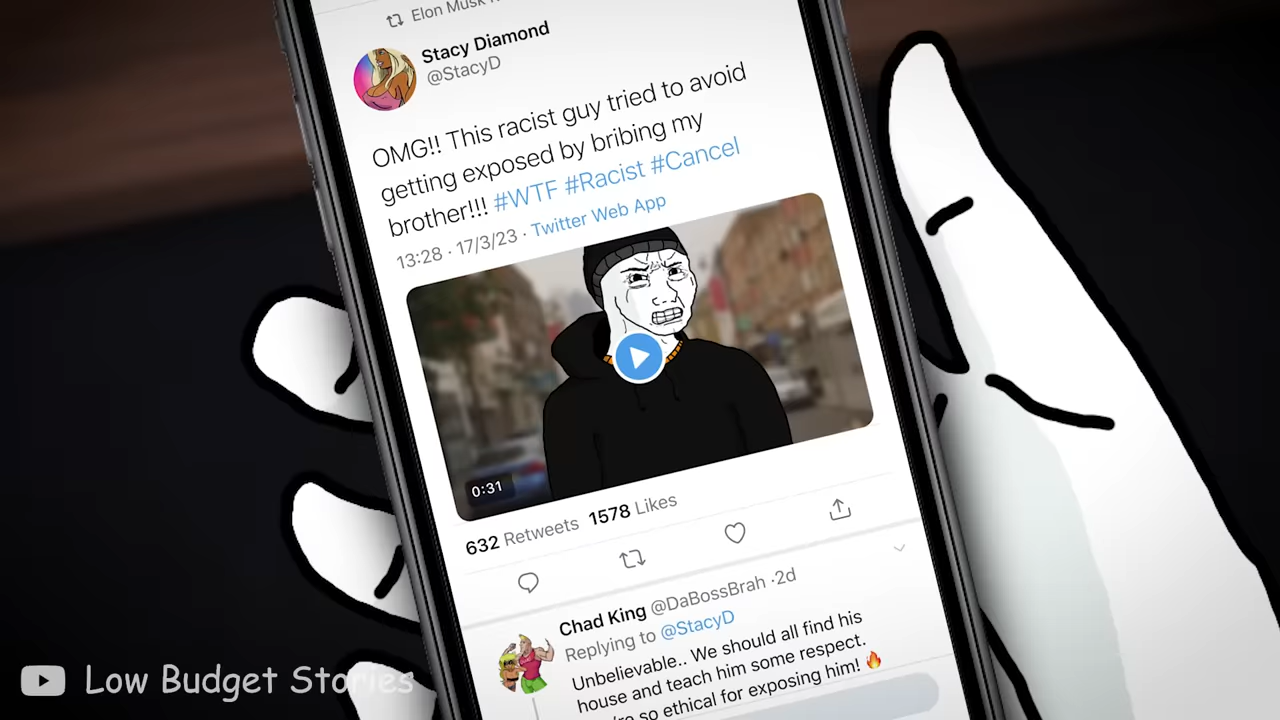 Elon Musk
Stacy Diamond
@StacyD
OMG!! This racist guy tried to avoid
getting exposed by bribing my
brother!!! #WTF #Racist #Cancel
13:28 · 17/3/23 · Twitter Web App
0:31
632 Retweets 1578 Likes
Chad King @DaBossBrah ·2d
Replying to @StacyD
Unbelievable.. We should all find his
house and teach him some respect.
so ethical for exposing him! 🔥
Low Budget Stories